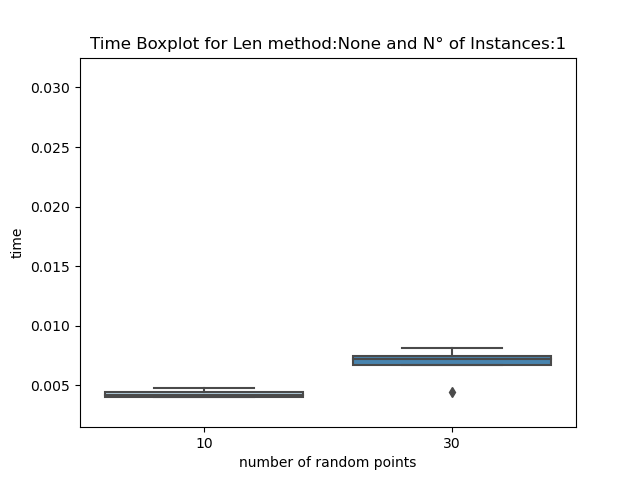 Time Boxplot for Len method:None and N° of Instances:1
0.030
0.025
0.020
0.015
0.010
0.005
time
10 30
number of random points